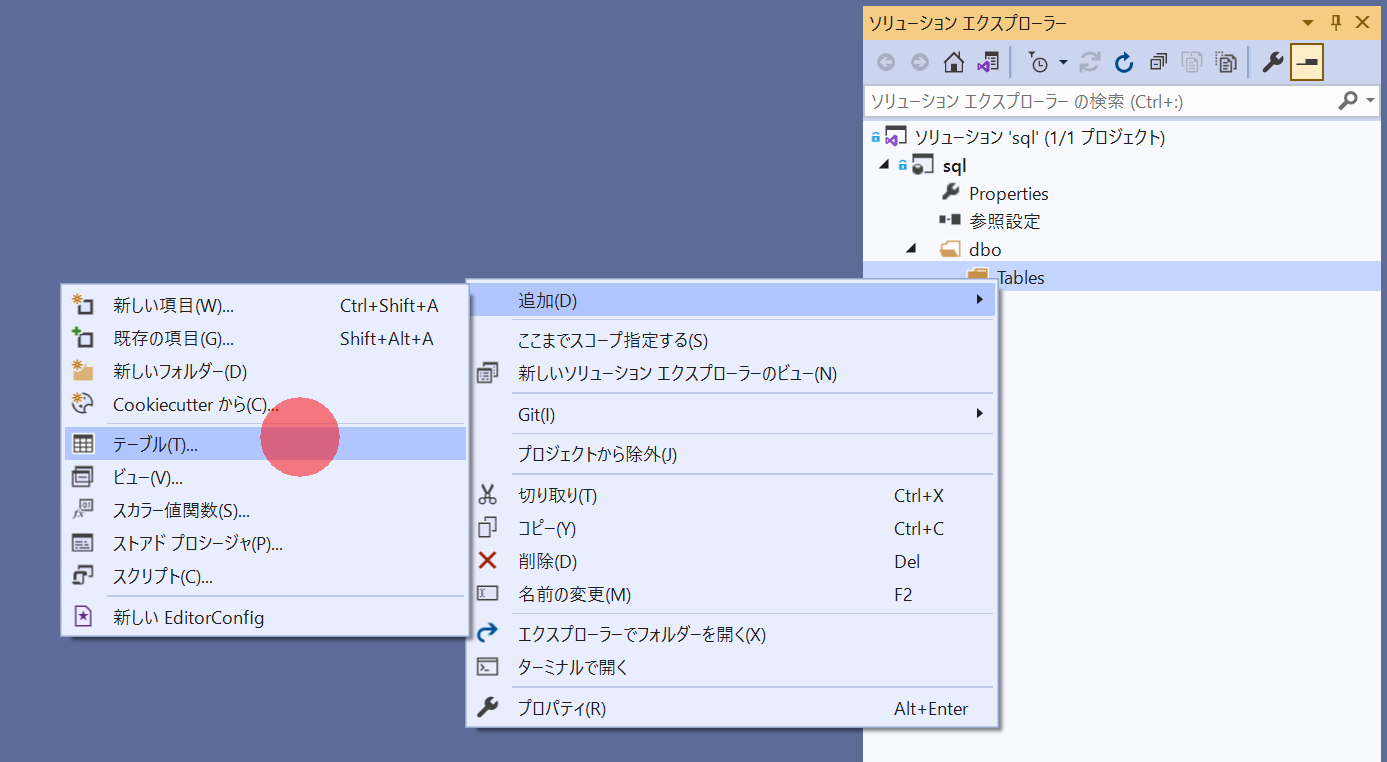 ソリューション エクスプローラー
ソリューション エクスプローラー の検索 (Ctrl+:)
ソリューション 'sql' (1/1 プロジェクト)
sql
Properties
参照設定
dbo
Tables
追加(D)
ここまでスコープ指定する(S)
新しいソリューション エクスプローラーのビュー(N)
Git(I)
プロジェクトから除外(J)
切り取り(T) Ctrl+X
コピー(Y) Ctrl+C
削除(D) Del
名前の変更(M) F2
エクスプローラーでフォルダーを開く(X)
ターミナルで開く
プロパティ(R) Alt+Enter
新しい項目(W)... Ctrl+Shift+A
既存の項目(G)... Shift+Alt+A
新しいフォルダー(D)
Cookiecutter から(C)...
テーブル(T)...
ビュー(V)...
スカラー値関数(S)...
ストアド プロシージャ(P)...
スクリプト(C)...
新しい EditorConfig